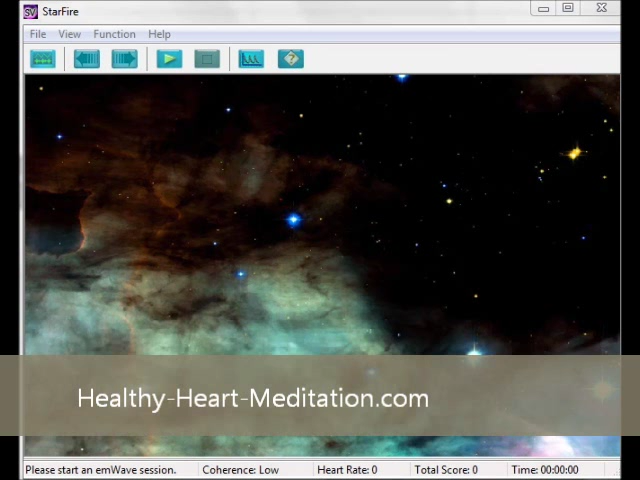 SV StarFire
File View Function Help
?
Healthy-Heart-Meditation.com
Please start an emWave session. Coherence: Low Heart Rate: 0 Total Score: 0 Time: 00:00:00